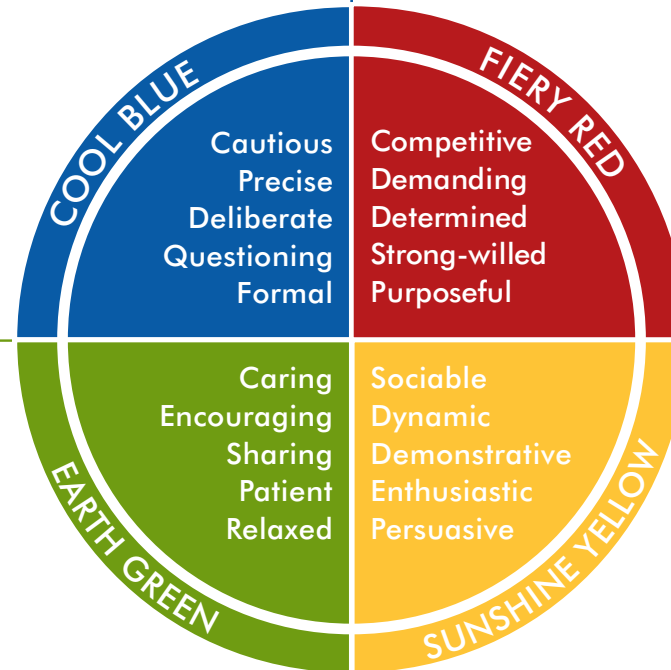 COOL BLUE
Cautious
Precise
Deliberate
Questioning
Formal
FIERY RED
Competitive
Demanding
Determined
Strong-willed
Purposeful
EARTH GREEN
Caring
Encouraging
Sharing
Patient
Relaxed
SUNSHINE YELLOW
Sociable
Dynamic
Demonstrative
Enthusiastic
Persuasive